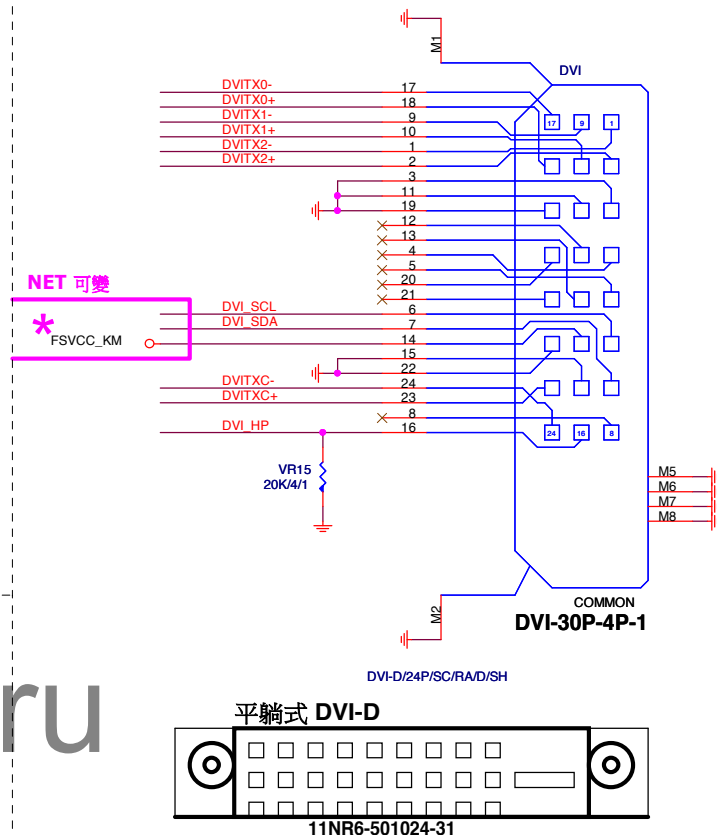 M1
DVI
DVITX0- 17
DVITX0+ 18
DVITX1- 9
DVITX1+ 10
DVITX2- 1
DVITX2+ 2
17 9 1
3
11
19
12
13
4
5
20
21
NET 可變
DVI_SCL 6
DVI_SDA 7
* FSVCC_KM 14
15
22
DVITXC- 24
DVITXC+ 23
8
DVI_HP 16
24 16 8
VR15
20K/4/1
M5
M6
M7
M8
M2
COMMON
DVI-30P-4P-1
DVI-D/24P/SC/RA/D/SH
ru
平躺式 DVI-D
11NR6-501024-31